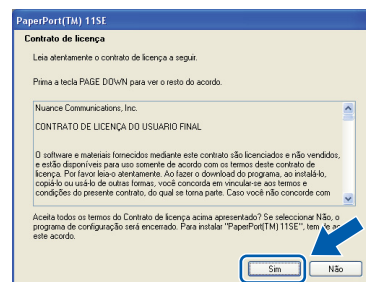 PaperPort(TM) 11SE
Contrato de licença
Leia atentamente o contrato de licença a seguir.
Prima a tecla PAGE DOWN para ver o resto do acordo.
Nuance Communications, Inc.
CONTRATO DE LICENÇA DO USUARIO FINAL
O software e materiais fornecidos mediante este contrato são licenciados e não vendidos,
e estão disponíveis para uso somente de acordo com os termos deste contrato de
licença. Por favor leia-o atentamente. Ao fazer o download do programa, ao instalá-lo,
copiá-lo ou usá-lo de outras formas, você concorda em vincular-se aos termos e
condições do presente contrato, do qual se torna parte. Caso você não concorde com
Aceita todos os termos do Contrato de licença acima apresentado? Se seleccionar Não, o
programa de configuração será encerrado. Para instalar "PaperPort(TM) 11SE", tem de
este acordo.
Sim
Não